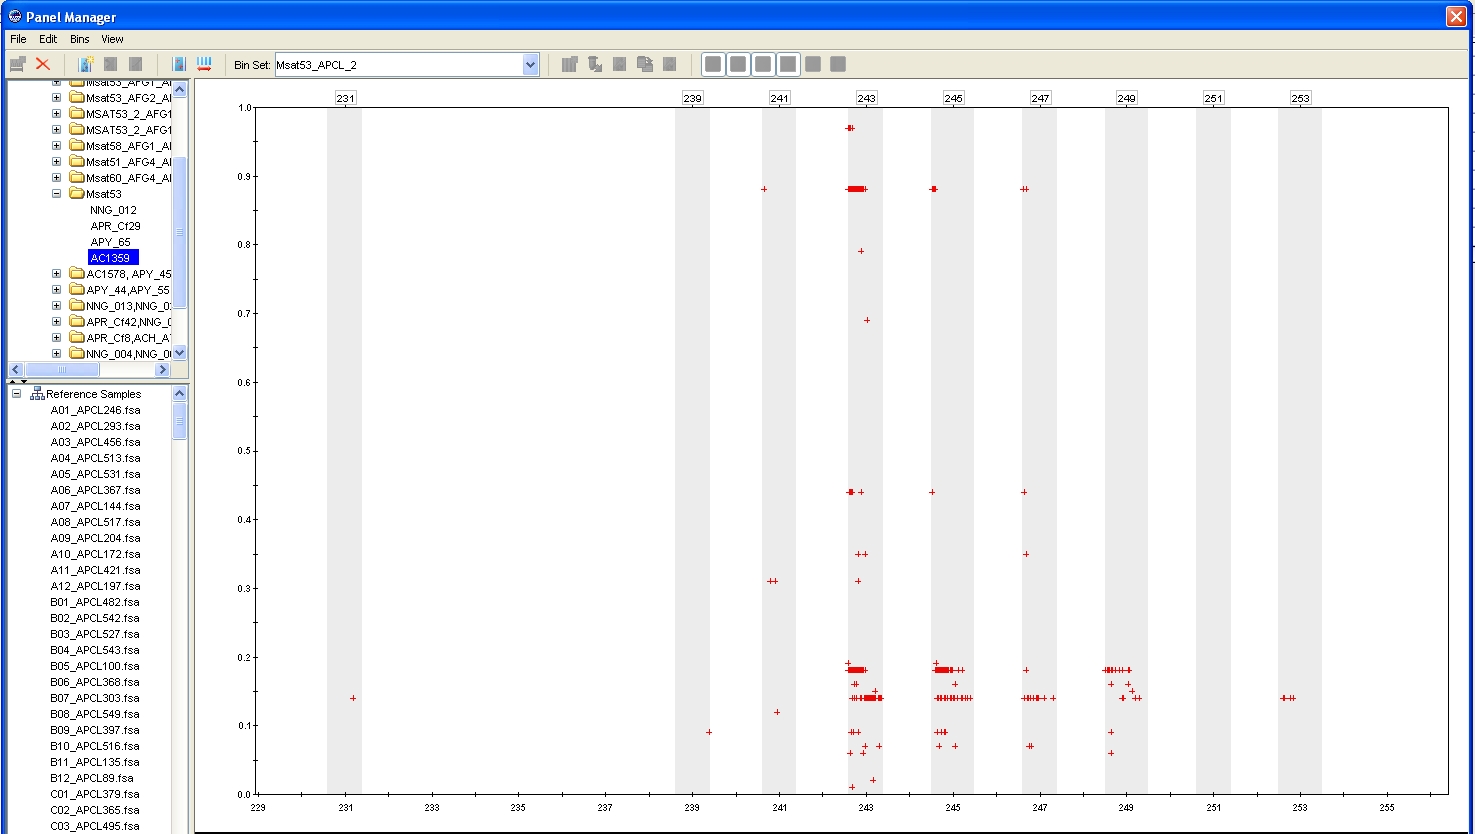 Panel Manager
File Edit Bins View
Bin Set: Msat53_APCL_2
Msat53_AFG1_Al
Msat53_AFG2_Al
MSAT53_2_AFG1
MSAT53_2_AFG1
Msat58_AFG1_Al
Msat51_AFG4_Al
Msat60_AFG4_Al
Msat53
NNG_012
APR_Cf29
APY_65
AC1359
AC1578, APY_45
APY_44,APY_55
NNG_013,NNG_0
APR_Cf42,NNG_0
APR_Cf8,ACH_A
NNG_004,NNG_0
Reference Samples
A01_APCL246.fsa
A02_APCL293.fsa
A03_APCL456.fsa
A04_APCL513.fsa
A05_APCL531.fsa
A06_APCL367.fsa
A07_APCL144.fsa
A08_APCL517.fsa
A09_APCL204.fsa
A10_APCL172.fsa
A11_APCL421.fsa
A12_APCL197.fsa
B01_APCL482.fsa
B02_APCL542.fsa
B03_APCL527.fsa
B04_APCL543.fsa
B05_APCL100.fsa
B06_APCL368.fsa
B07_APCL303.fsa
B08_APCL549.fsa
B09_APCL397.fsa
B10_APCL516.fsa
B11_APCL135.fsa
B12_APCL89.fsa
C01_APCL379.fsa
C02_APCL365.fsa
C03_APCL495.fsa
231 239 241 243 245 247 249 251 253
1.0
0.9
0.8
0.7
0.6
0.5
0.4
0.3
0.2
0.1
0.0
229 231 233 235 237 239 241 243 245 247 249 251 253 255